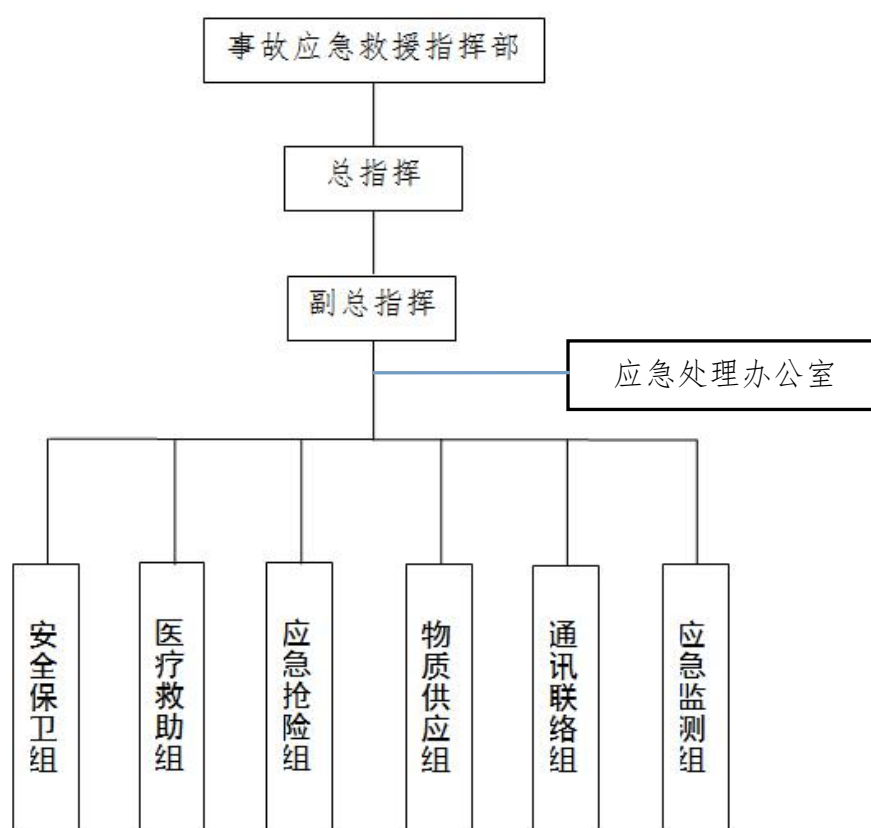 事故应急救援指挥部
总指挥
副总指挥
应急处理办公室
安全保卫组
医疗救助组
应急抢险组
物质供应组
通讯联络组
应急监测组